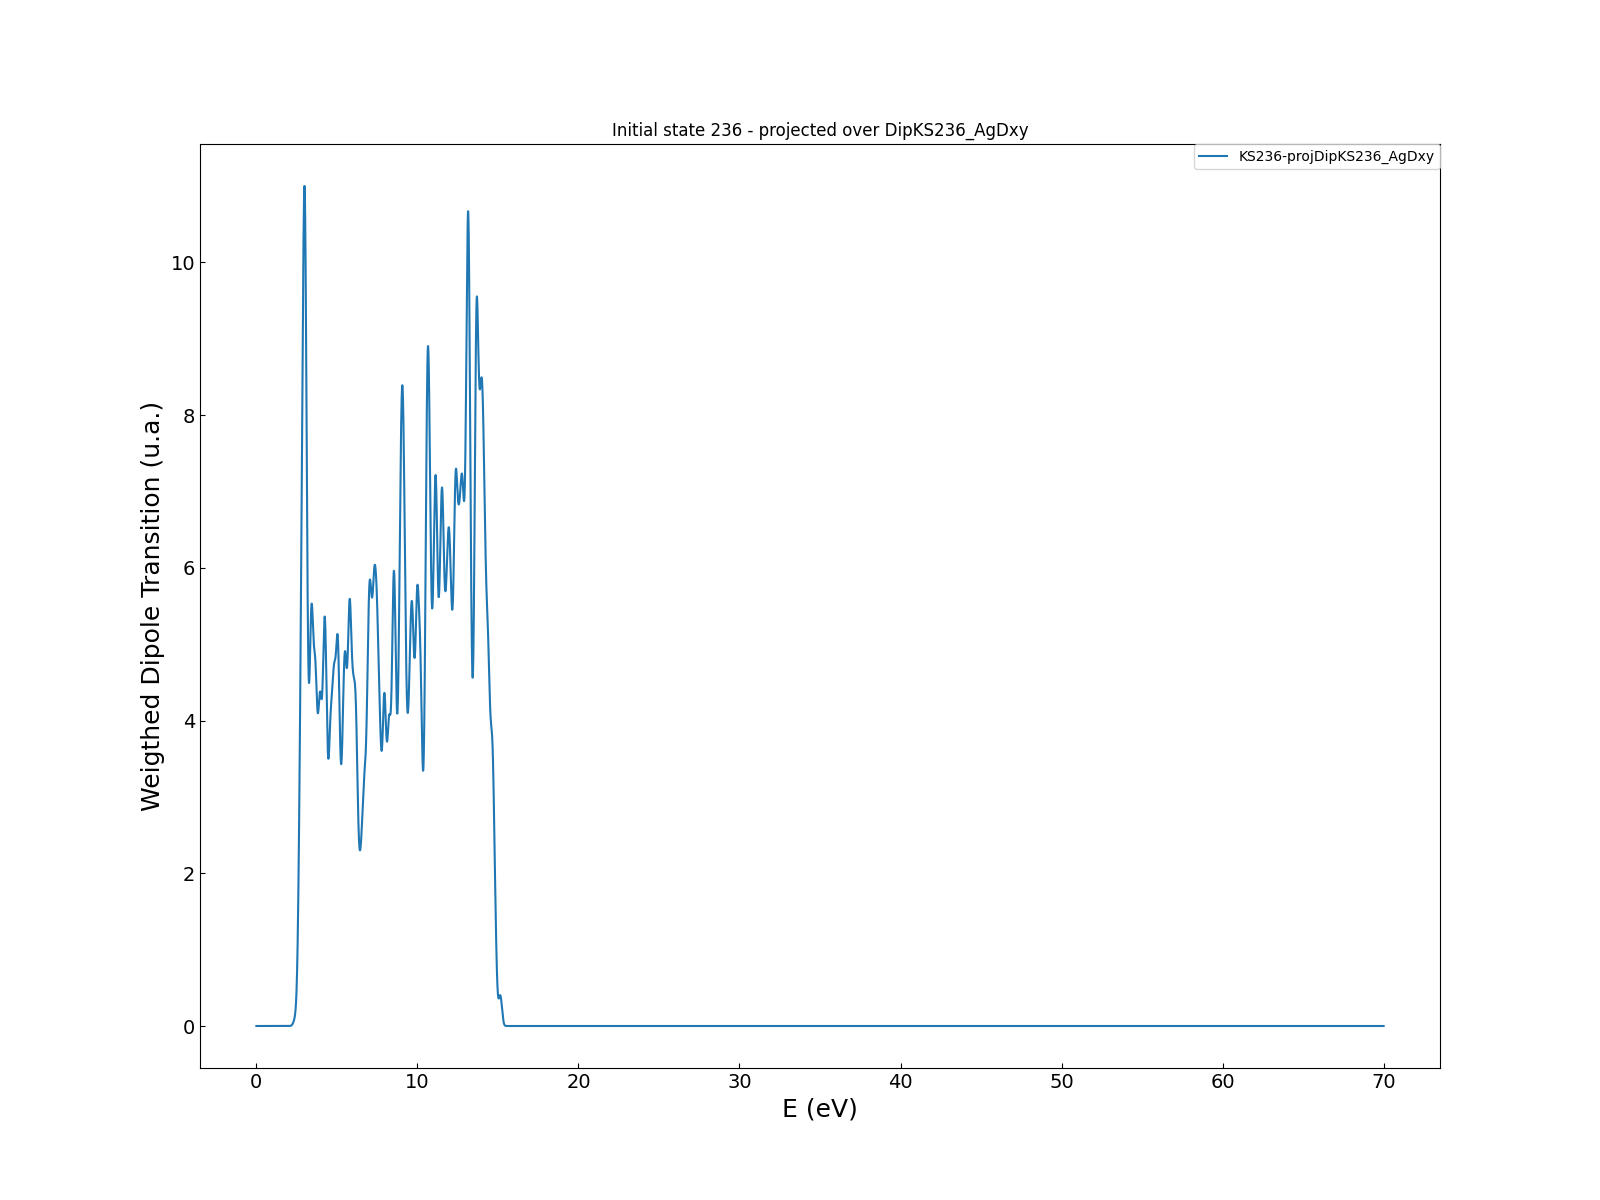 Initial state 236 - projected over DipKS236_AgDxy
KS236-projDipKS236_AgDxy
Weigthed Dipole Transition (u.a.)
10
8
6
4
2
0
0 10 20 30 40 50 60 70
E (eV)